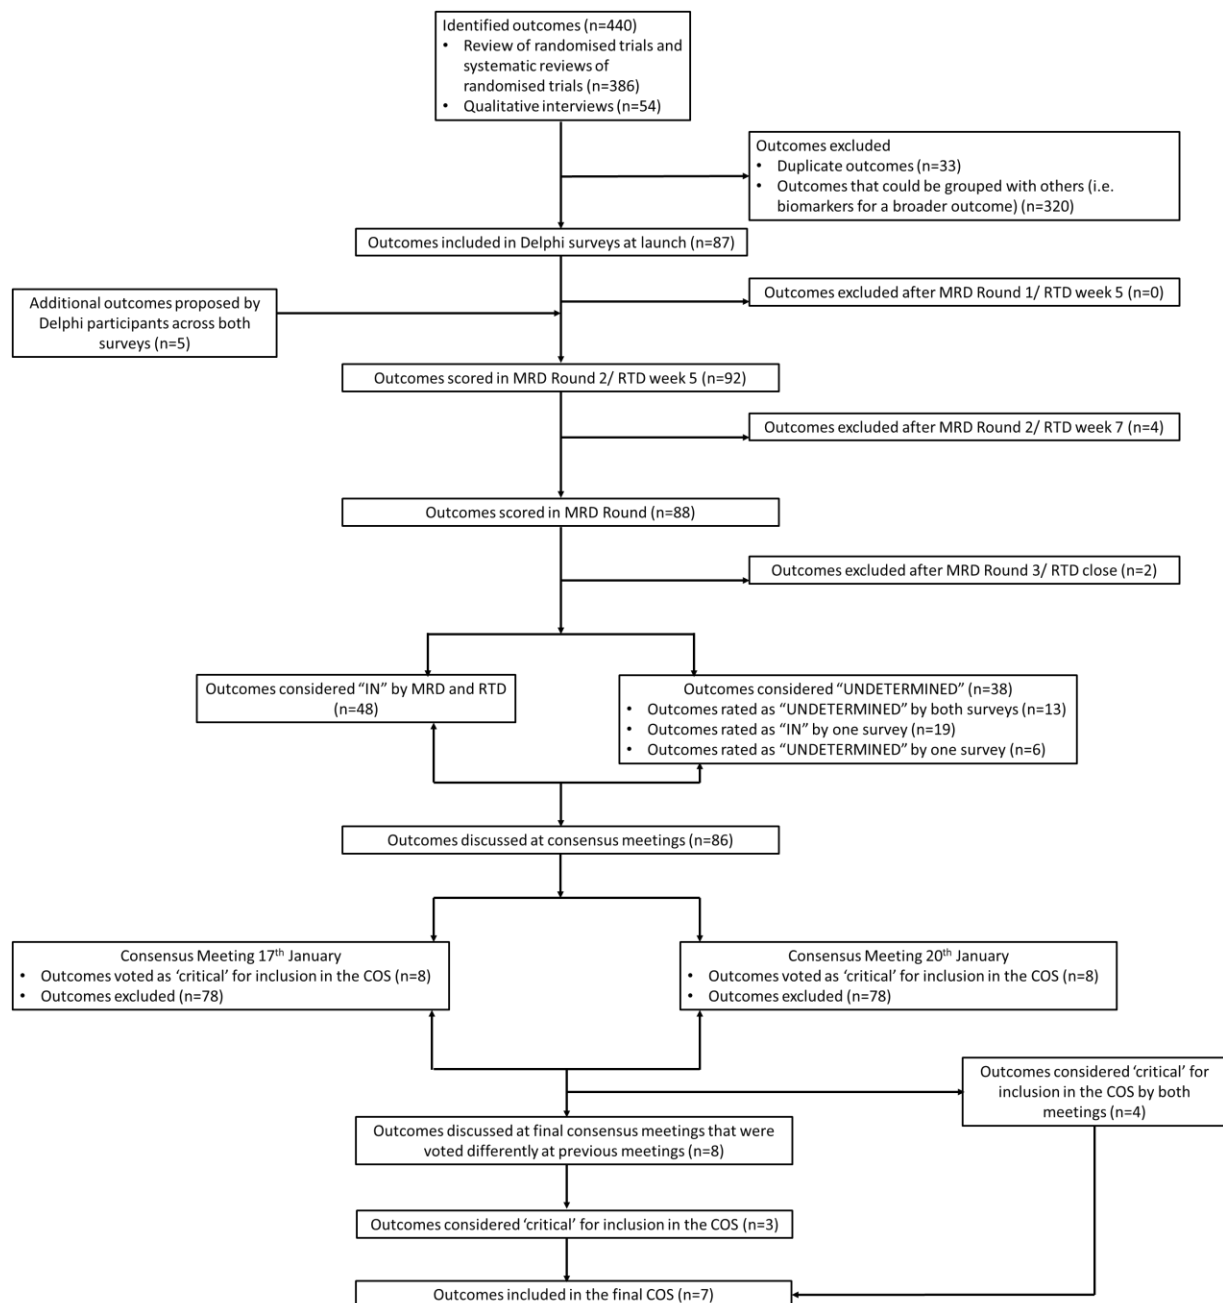 Identified outcomes (n=440)
• Review of randomised trials and
systematic reviews of
randomised trials (n=386)
• Qualitative interviews (n=54)
Outcomes excluded
• Duplicate outcomes (n=33)
• Outcomes that could be grouped with others (i.e.
biomarkers for a broader outcome) (n=320)
Outcomes included in Delphi surveys at launch (n=87)
Additional outcomes proposed by
Delphi participants across both
surveys (n=5)
Outcomes excluded after MRD Round 1/ RTD week 5 (n=0)
Outcomes scored in MRD Round 2/ RTD week 5 (n=92)
Outcomes excluded after MRD Round 2/ RTD week 7 (n=4)
Outcomes scored in MRD Round (n=88)
Outcomes excluded after MRD Round 3/ RTD close (n=2)
Outcomes considered “IN” by MRD and RTD
(n=48)
Outcomes considered “UNDETERMINED” (n=38)
• Outcomes rated as “UNDETERMINED” by both surveys (n=13)
• Outcomes rated as “IN” by one survey (n=19)
• Outcomes rated as “UNDETERMINED” by one survey (n=6)
Outcomes discussed at consensus meetings (n=86)
Consensus Meeting 17th January
• Outcomes voted as ‘critical’ for inclusion in the COS (n=8)
• Outcomes excluded (n=78)
Consensus Meeting 20th January
• Outcomes voted as ‘critical’ for inclusion in the COS (n=8)
• Outcomes excluded (n=78)
Outcomes considered ‘critical’ for
inclusion in the COS by both
meetings (n=4)
Outcomes discussed at final consensus meetings that were
voted differently at previous meetings (n=8)
Outcomes considered ‘critical’ for inclusion in the COS (n=3)
Outcomes included in the final COS (n=7)